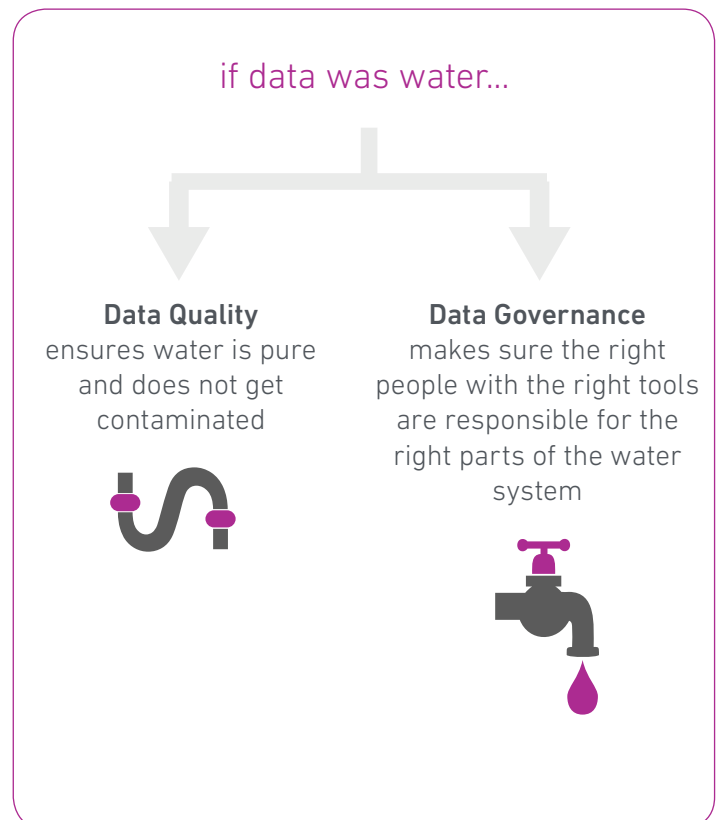 if data was water...
Data Quality
ensures water is pure
and does not get
contaminated
Data Governance
makes sure the right
people with the right tools
are responsible for the
right parts of the water
system